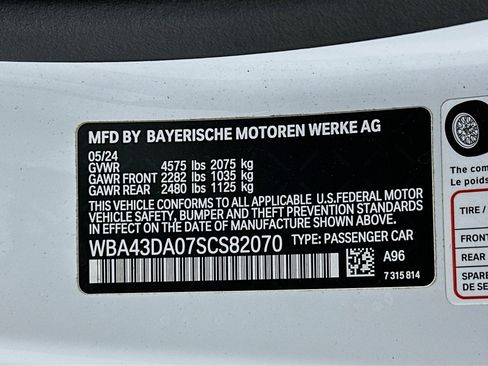 MFD BY BAYERISCHE MOTOREN WERKE AG
05/24
GVWR 4575 lbs 2075 kg
GAWR FRONT 2282 lbs 1035 kg
GAWR REAR 2480 lbs 1125 kg
THIS VEHICLE CONFORMS TO ALL APPLICABLE U.S. FEDERAL MOTOR
VEHICLE SAFETY, BUMPER AND THEFT PREVENTION STANDARDS
IN EFFECT ON THE DATE OF MANUFACTURE SHOWN ABOVE.
WBA43DA07SCS82070 TYPE: PASSENGER CAR
A96
7 315 814
The com
Le poids
TIRE /
FRONT
REAR
SPARE
DE SE